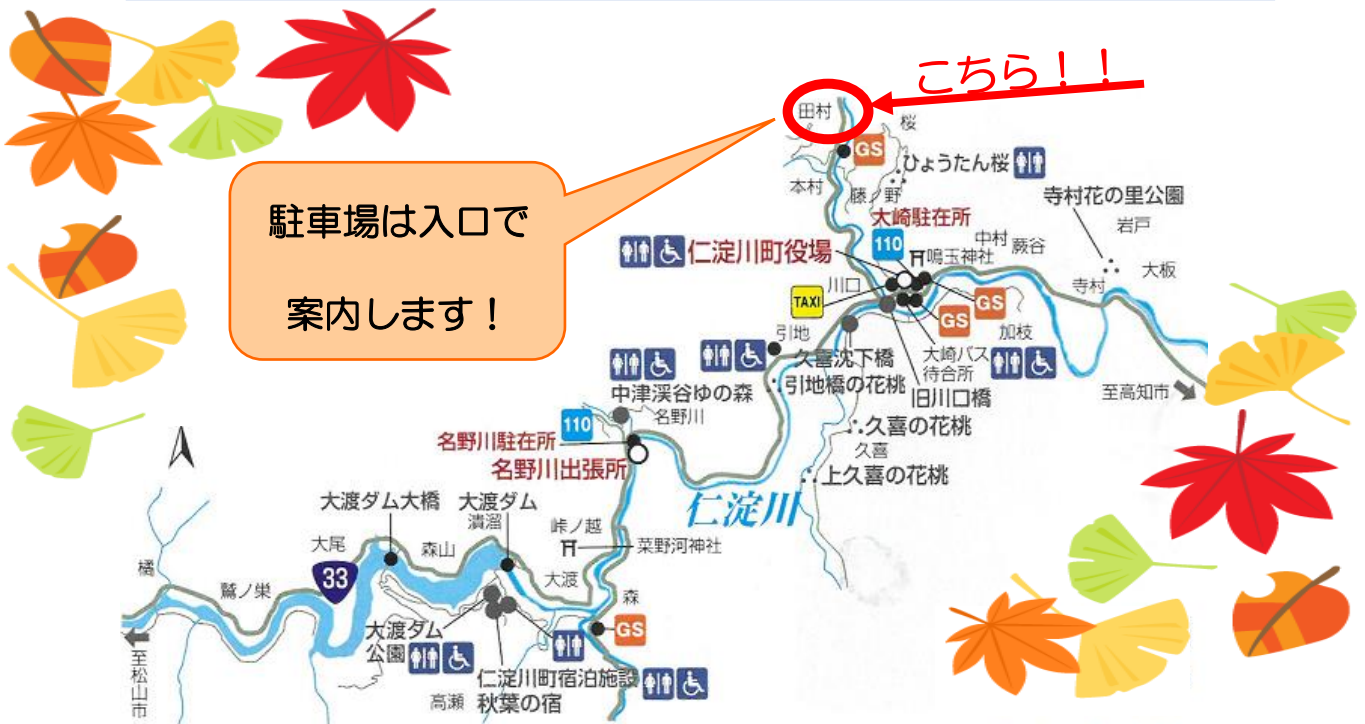 こちら！！
田村
桜
GS
ひょうたん桜
本村
藤ノ野
寺村花の里公園
大崎駐在所
岩戸
110
中村
蕨谷
仁淀川町役場
鳴玉神社
大板
寺村
TAXI
川口
GS
GS
加枝
引地
久喜沈下橋
大崎バス
待合所
引地橋の花桃
旧川口橋
至高知市
駐車場は入口で
案内します！
中津渓谷ゆの森
名野川
110
久喜の花桃
名野川駐在所
久喜
名野川出張所
上久喜の花桃
仁淀川
大渡ダム大橋
大渡ダム
潰溜
峠ノ越
大尾
森山
菜野河神社
橘
33
大渡
鷲ノ栄
森
大渡ダム
公園
GS
至松山市
仁淀川町宿泊施設
秋葉の宿
高瀬